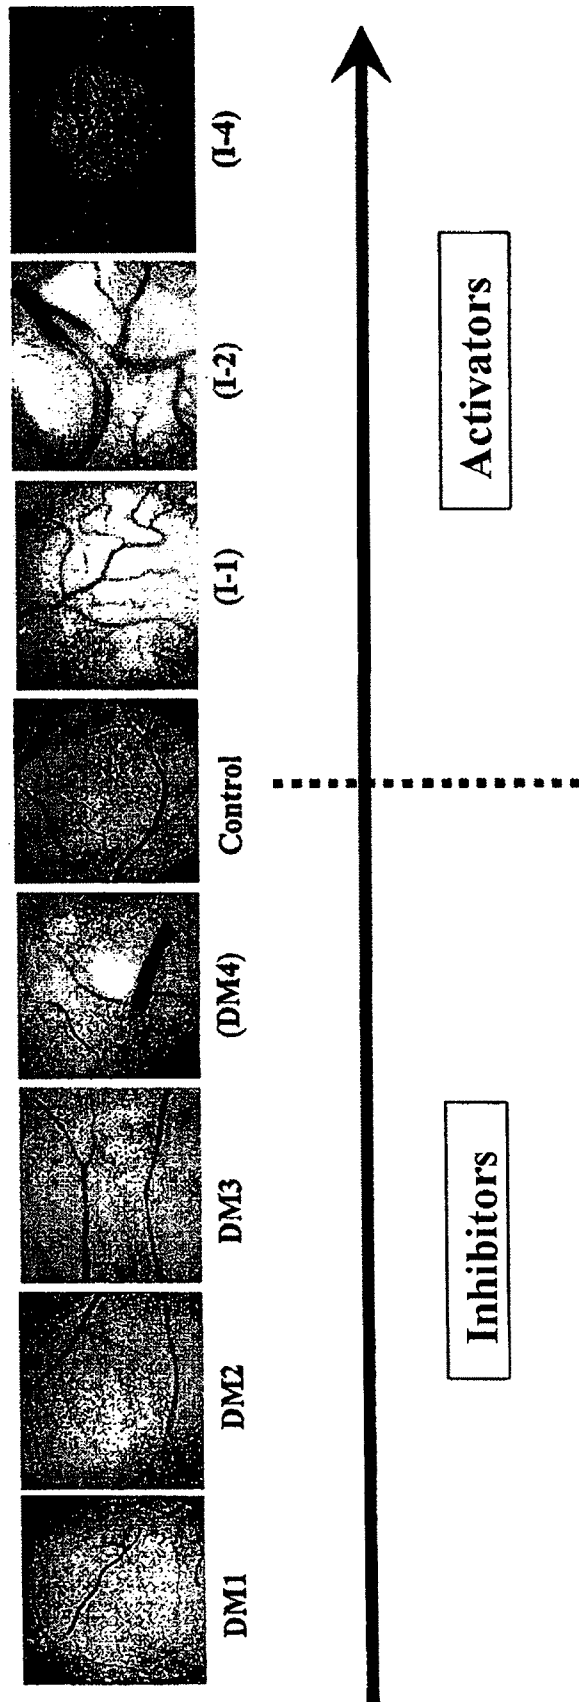 DM1 DM2 DM3 (DM4) Control (I-1) (I-2) (I-4)
Inhibitors Activators